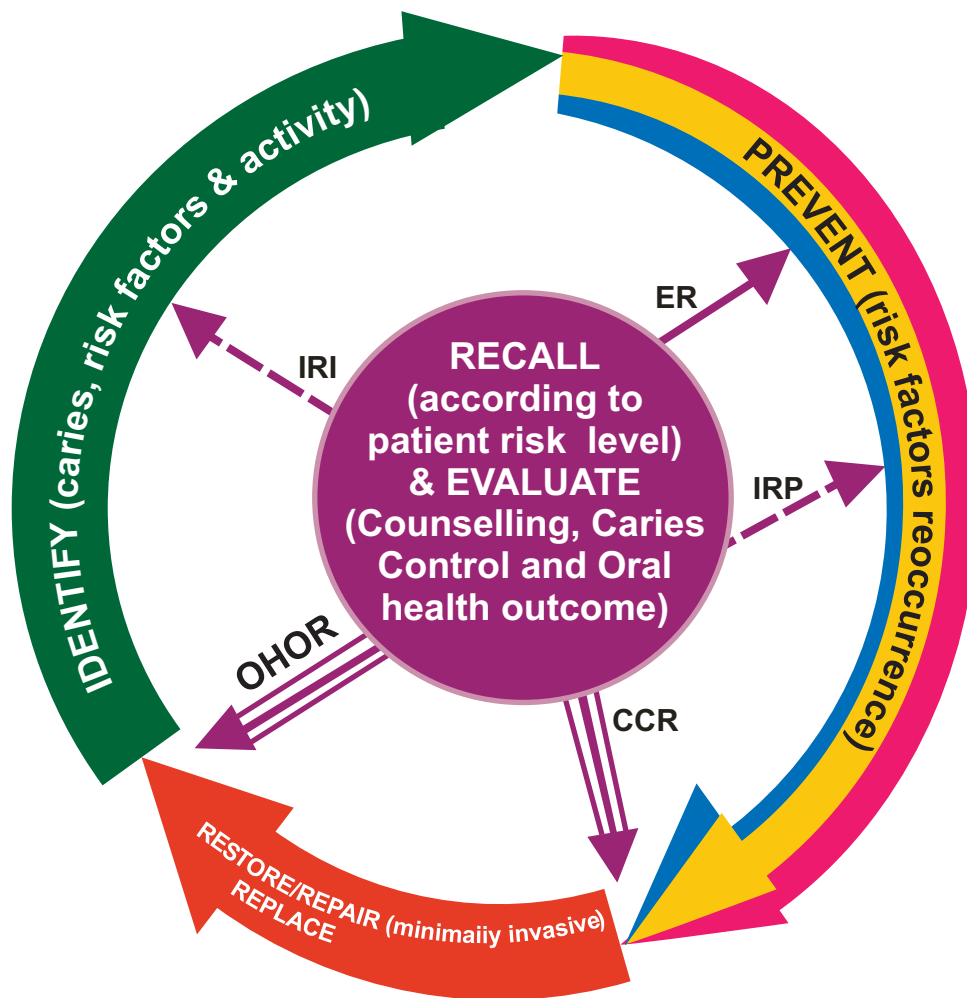 IDENTIFY (caries, risk factors & activity)
PREVENT (risk factors reoccurrence)
ER
IRI
RECALL
(according to
patient risk level)
& EVALUATE
(Counselling, Caries
Control and Oral
health outcome)
IRP
OHOR
CCR
RESTORE/REPAIR (minimaiiy invasive)
REPLACE